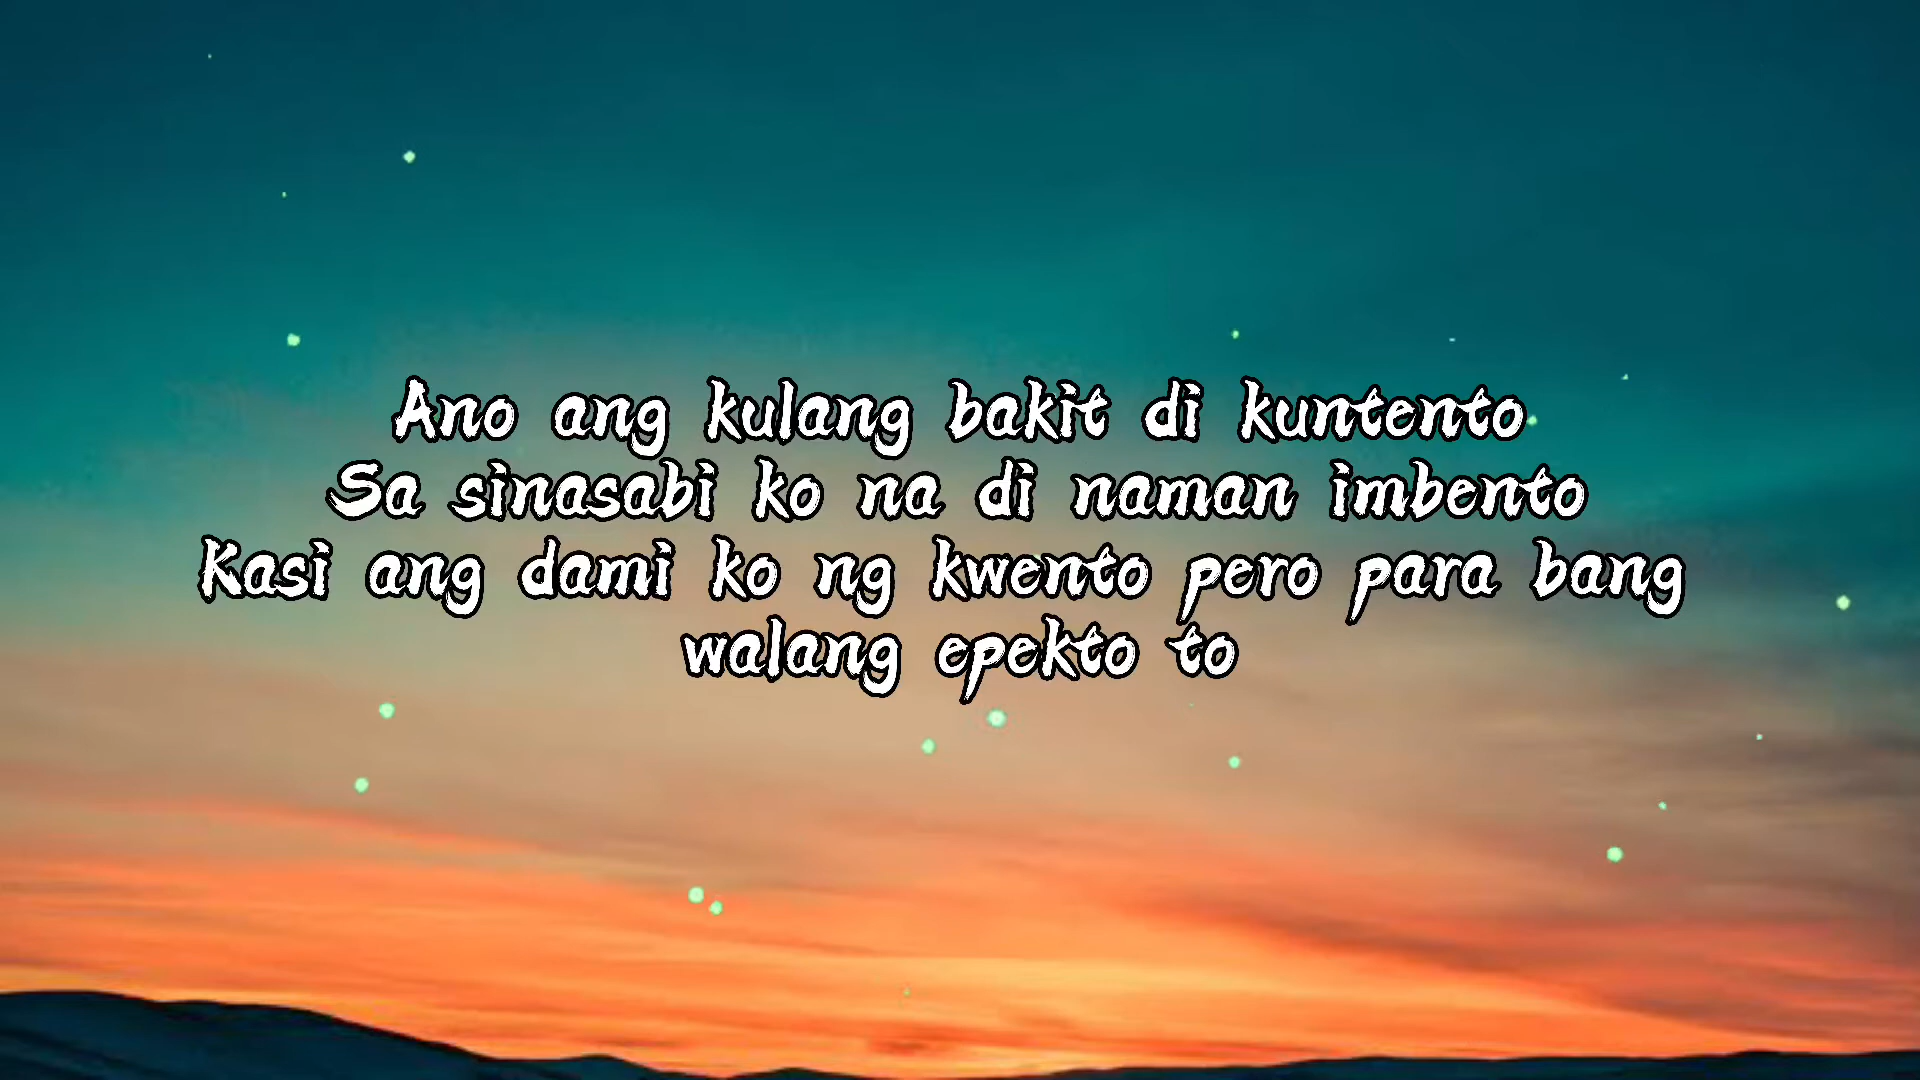 Ano ang kulang bakit di kuntento
Sa sinasabi ko na di naman imbento
Kasi ang dami ko ng kwento pero para bang
walang epekto to